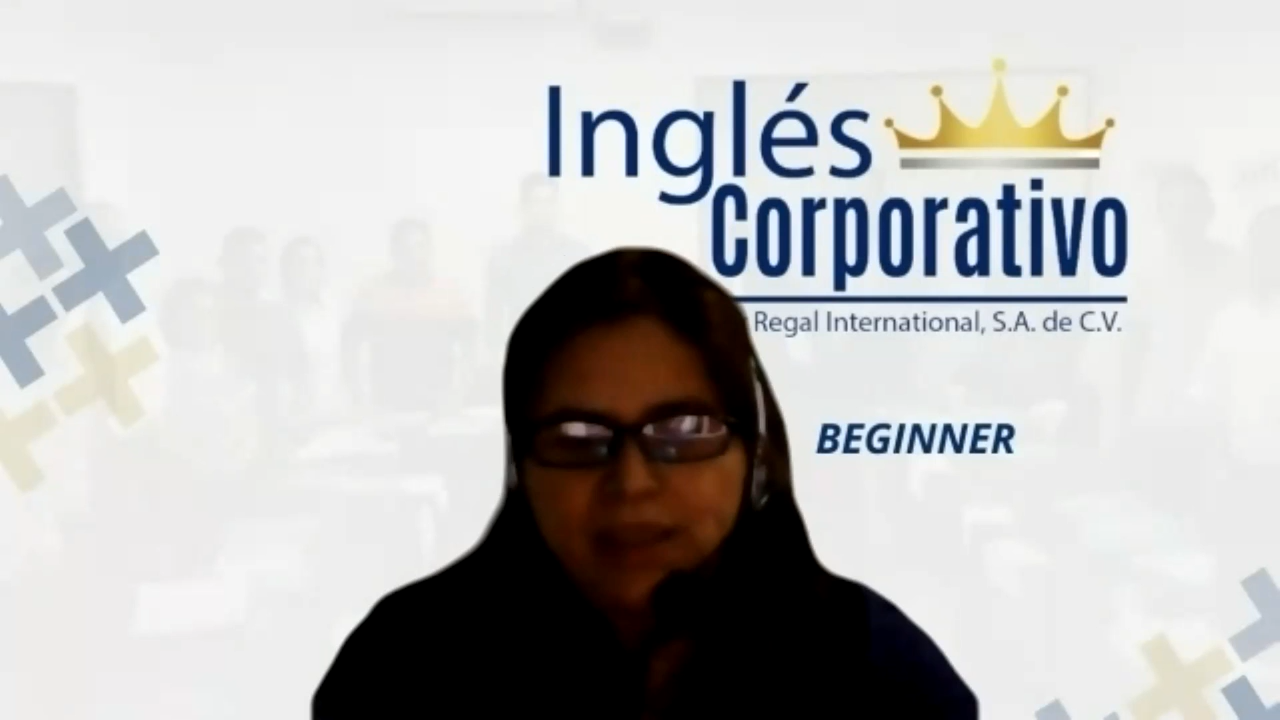 Inglés
Corporativo
Regal International, S.A. de C.V.
BEGINNER